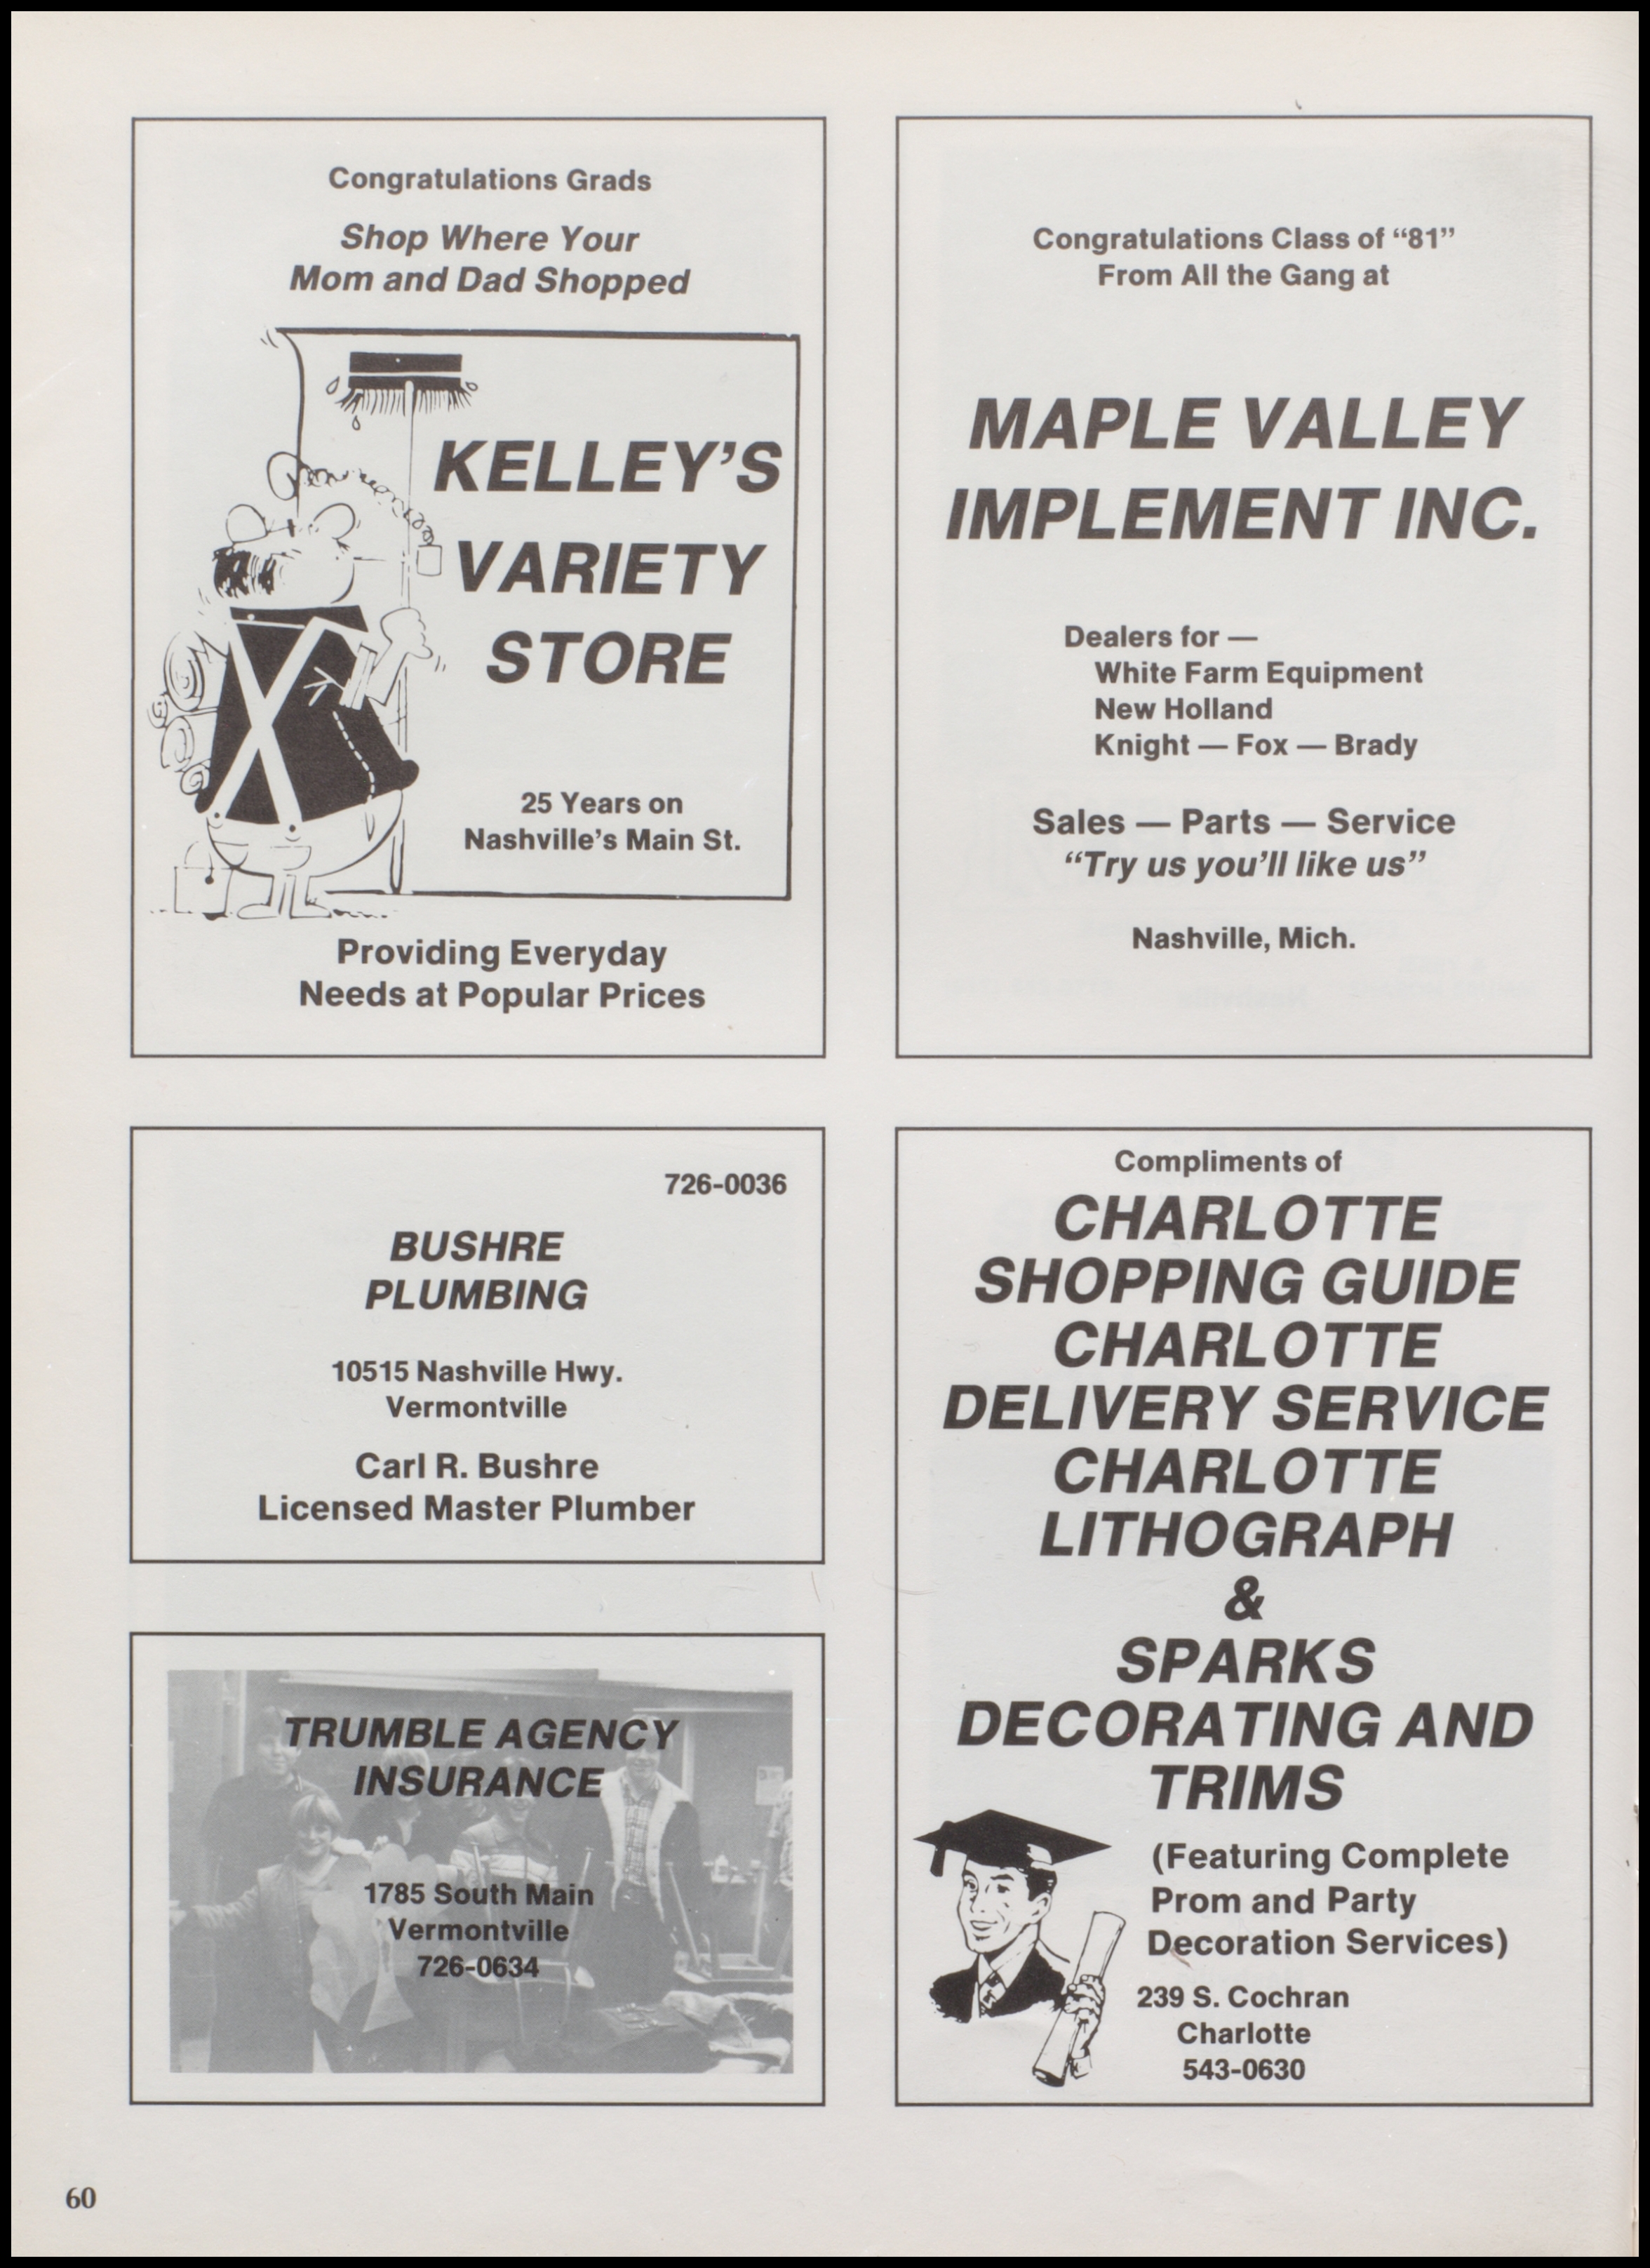 Congratulations Grads
Shop Where Your
Mom and Dad Shopped
KELLEY'S
VARIETY
STORE
25 Years on
Nashville's Main St.
Providing Everyday
Needs at Popular Prices
Congratulations Class of “81”
From All the Gang at
MAPLE VALLEY
IMPLEMENT INC.
Dealers for —
White Farm Equipment
New Holland
Knight — Fox — Brady
Sales — Parts — Service
“Try us you'll like us”
Nashville, Mich.
726-0036
BUSHRE
PLUMBING
10515 Nashville Hwy.
Vermontville
Carl R. Bushre
Licensed Master Plumber
TRUMBLE AGENCY
INSURANCE
1785 South Main
Vermontville
726-0634
Compliments of
CHARLOTTE
SHOPPING GUIDE
CHARLOTTE
DELIVERY SERVICE
CHARLOTTE
LITHOGRAPH
&
SPARKS
DECORATING AND
TRIMS
(Featuring Complete
Prom and Party
Decoration Services)
239 S. Cochran
Charlotte
543-0630
60